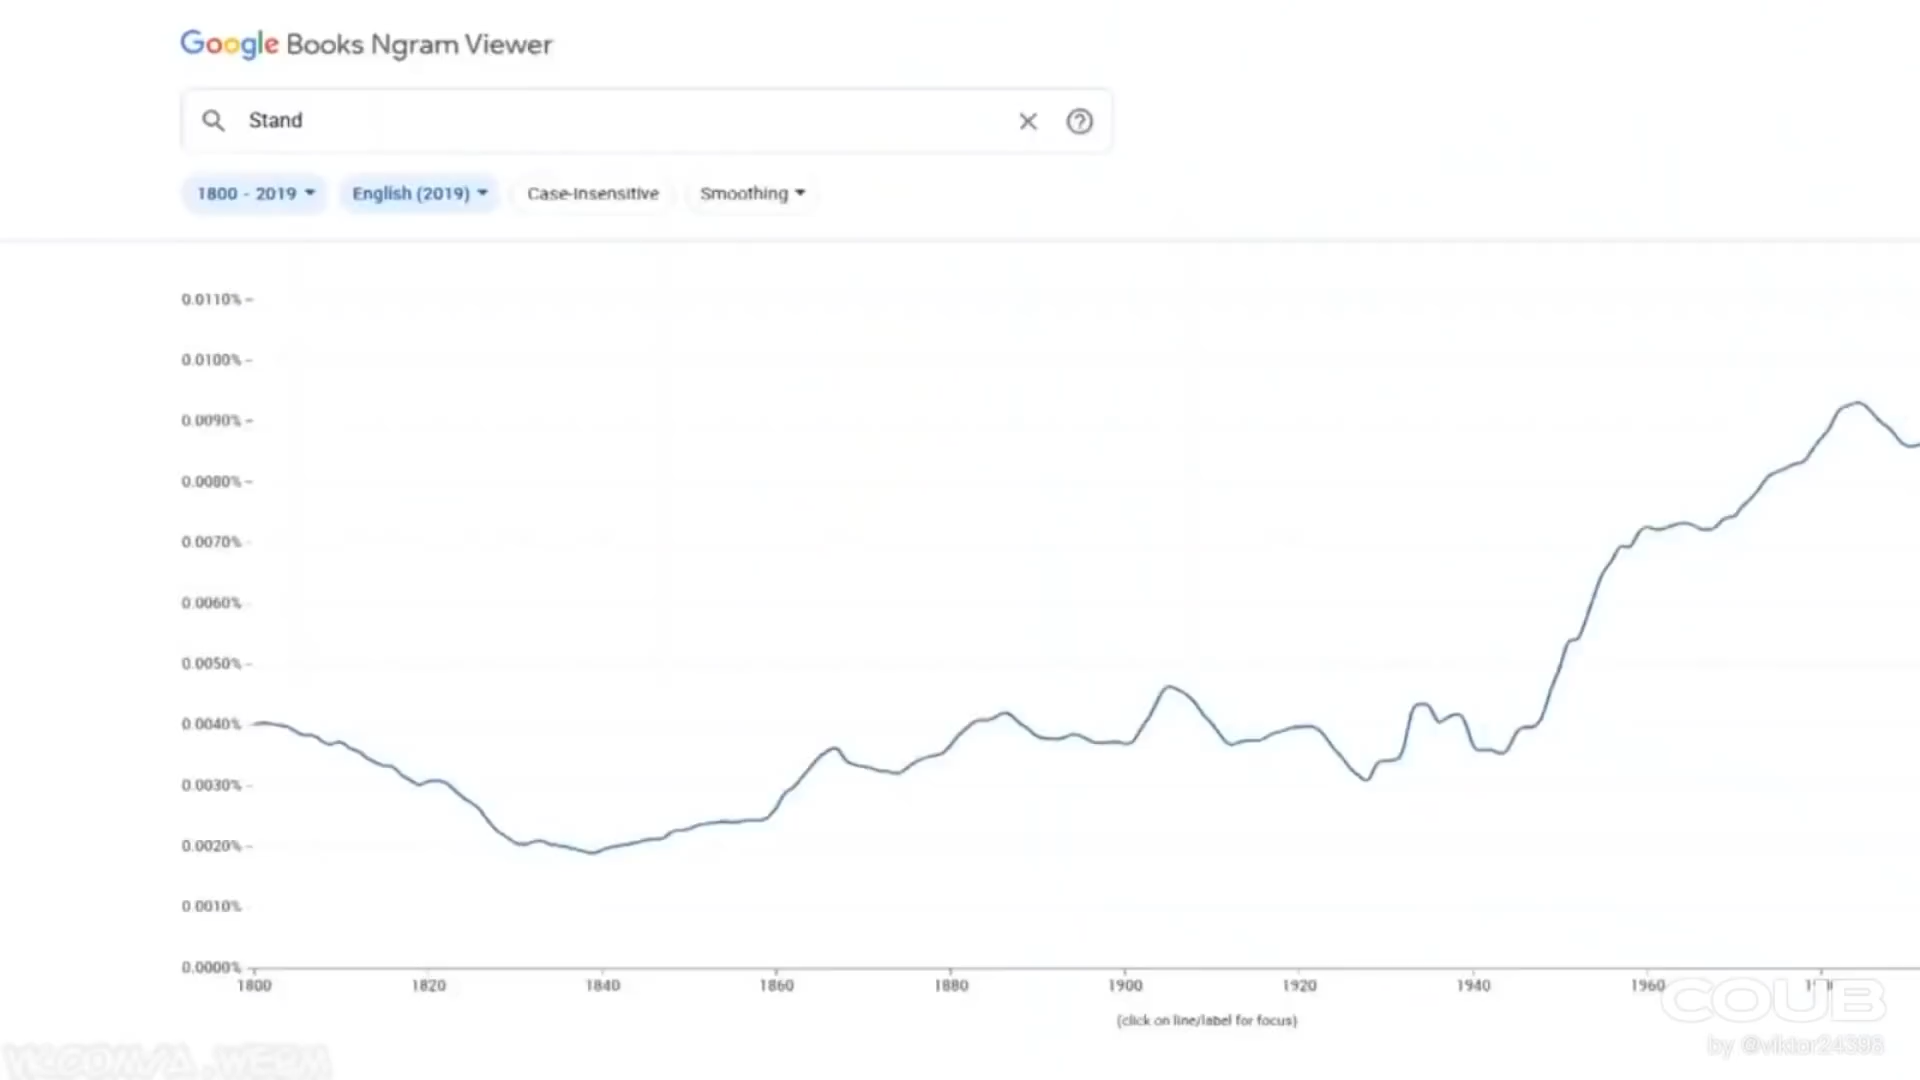 Google Books Ngram Viewer
Stand
1800 - 2019
English (2019)
Case-Insensitive
Smoothing
0.0110%
0.0100%
0.0090%
0.0080%
0.0070%
0.0060%
0.0050%
0.0040%
0.0030%
0.0020%
0.0010%
0.0000%
1800 1820 1840 1860 1880 1900 1920 1940 1960
(click on line/label for focus)
COUB
by @viktor24398